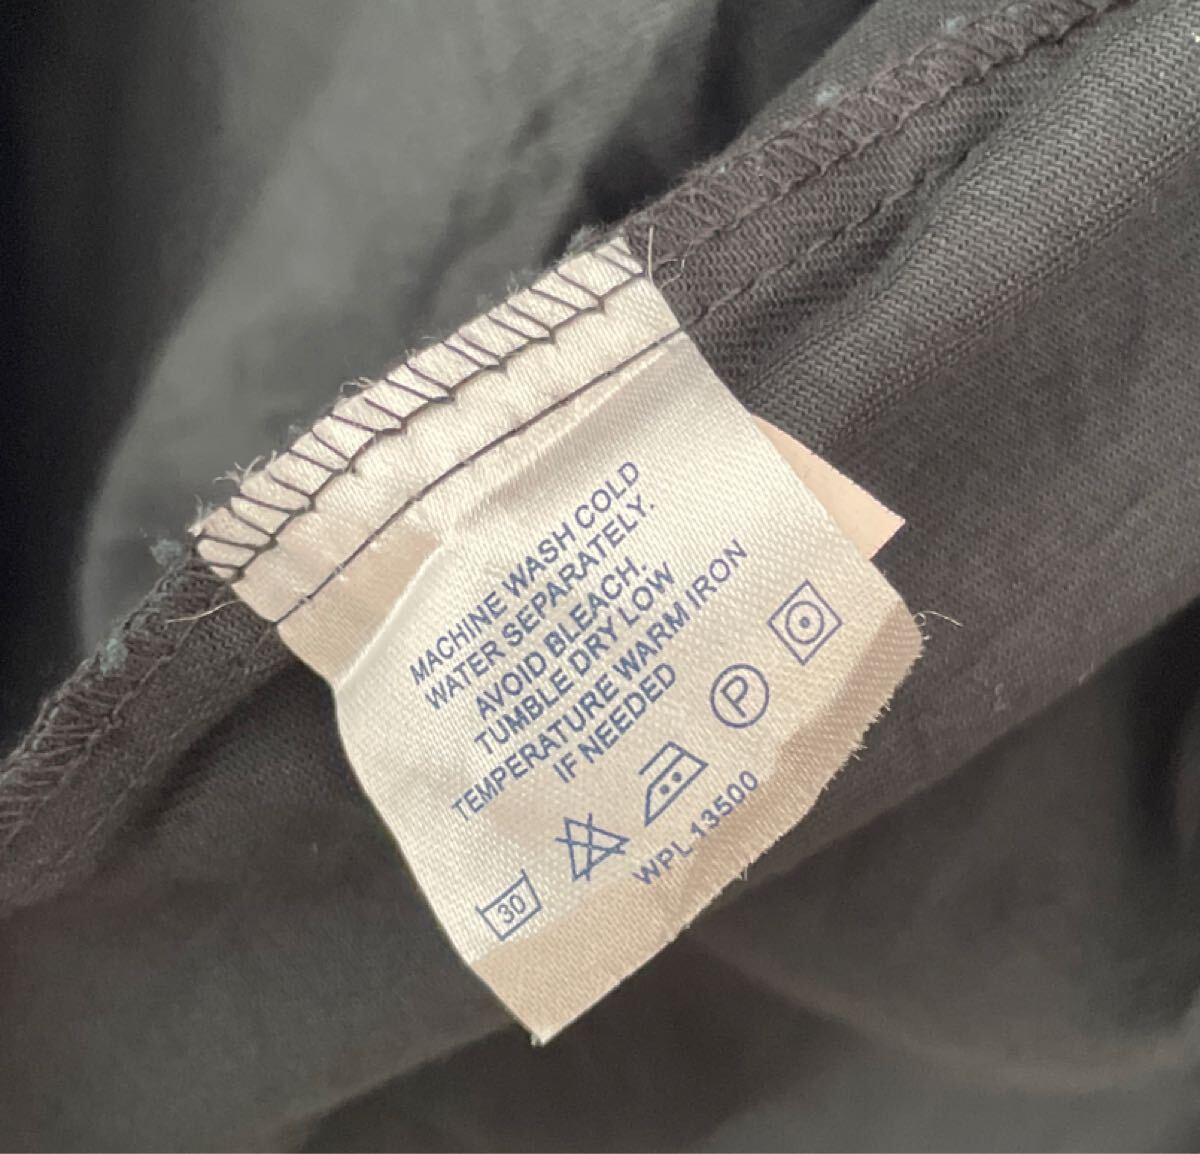 MACHINE WASH COLD
WATER SEPARATELY.
AVOID BLEACH.
TUMBLE DRY LOW
TEMPERATURE WARM IRON
IF NEEDED
30 P
WPL 13500